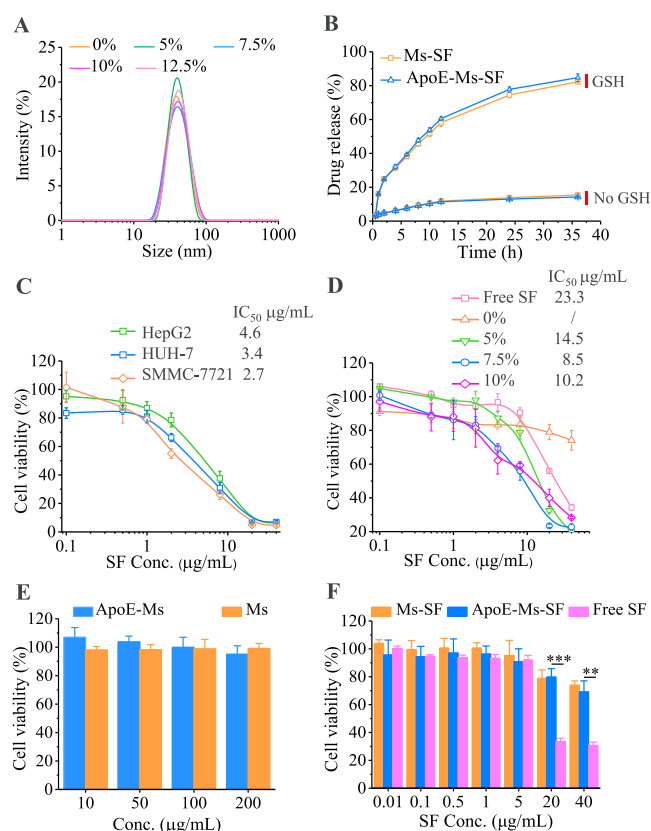 A
0% 5% 7.5%
10% 12.5%
25
20
15
10
5
0
1 10 100 1000
Intensity (%)
Size (nm)
B
Ms-SF
ApoE-Ms-SF
GSH
No GSH
100
80
60
40
20
0
0 10 20 30 40
Drug release (%)
Time (h)
C
IC50 μg/mL
HepG2 4.6
HUH-7 3.4
SMMC-7721 2.7
120
100
80
60
40
20
0
0.1 1 10
Cell viability (%)
SF Conc. (μg/mL)
D
IC50 μg/mL
Free SF 23.3
0% /
5% 14.5
7.5% 8.5
10% 10.2
120
100
80
60
40
20
0.1 1 10
Cell viability (%)
SF Conc. (μg/mL)
E
ApoE-Ms Ms
120
100
80
60
40
20
0
10 50 100 200
Cell viability (%)
Conc. (μg/mL)
F
Ms-SF ApoE-Ms-SF Free SF
*** **
120
100
80
60
40
20
0
0.01 0.1 0.5 1 5 20 40
Cell viability (%)
SF Conc. (μg/mL)